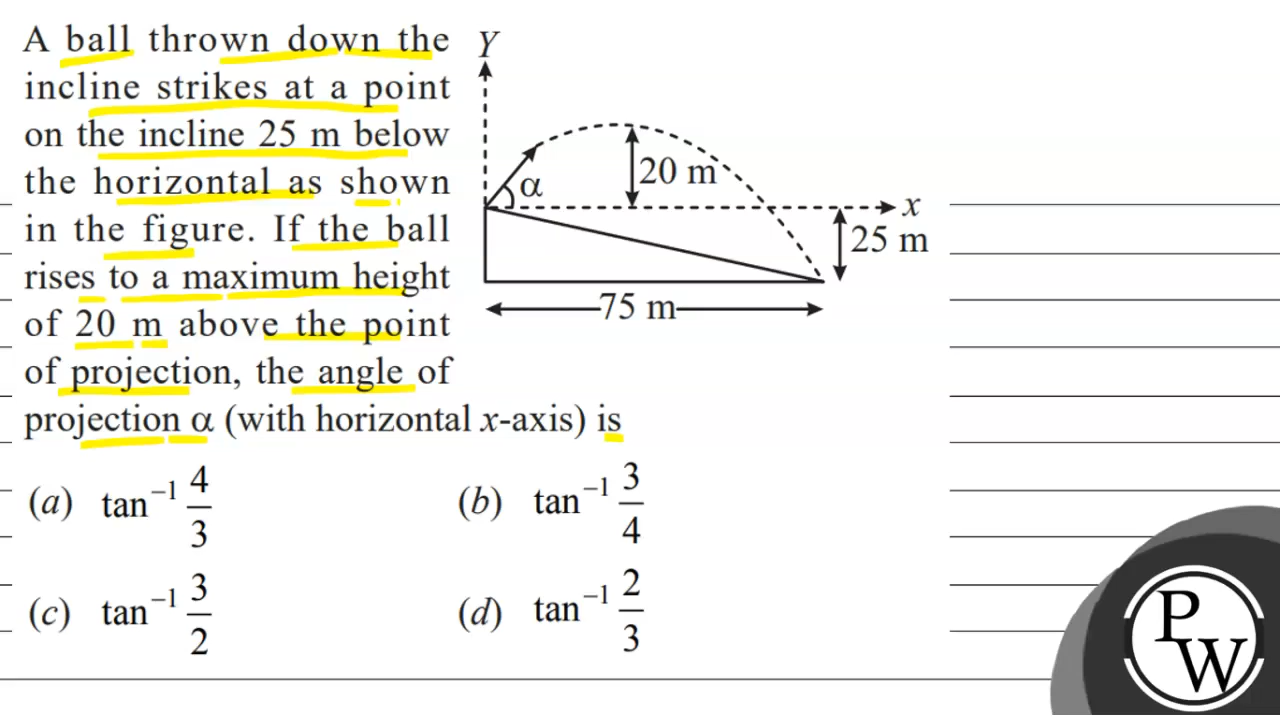 A ball thrown down the
incline strikes at a point
on the incline 25 m below
the horizontal as shown
in the figure. If the ball
rises to a maximum height
of 20 m above the point
of projection, the angle of
projection α (with horizontal x-axis) is
(a) tan⁻¹ 4/3
(b) tan⁻¹ 3/4
(c) tan⁻¹ 3/2
(d) tan⁻¹ 2/3
Y
α
20 m
x
25 m
75 m
PW